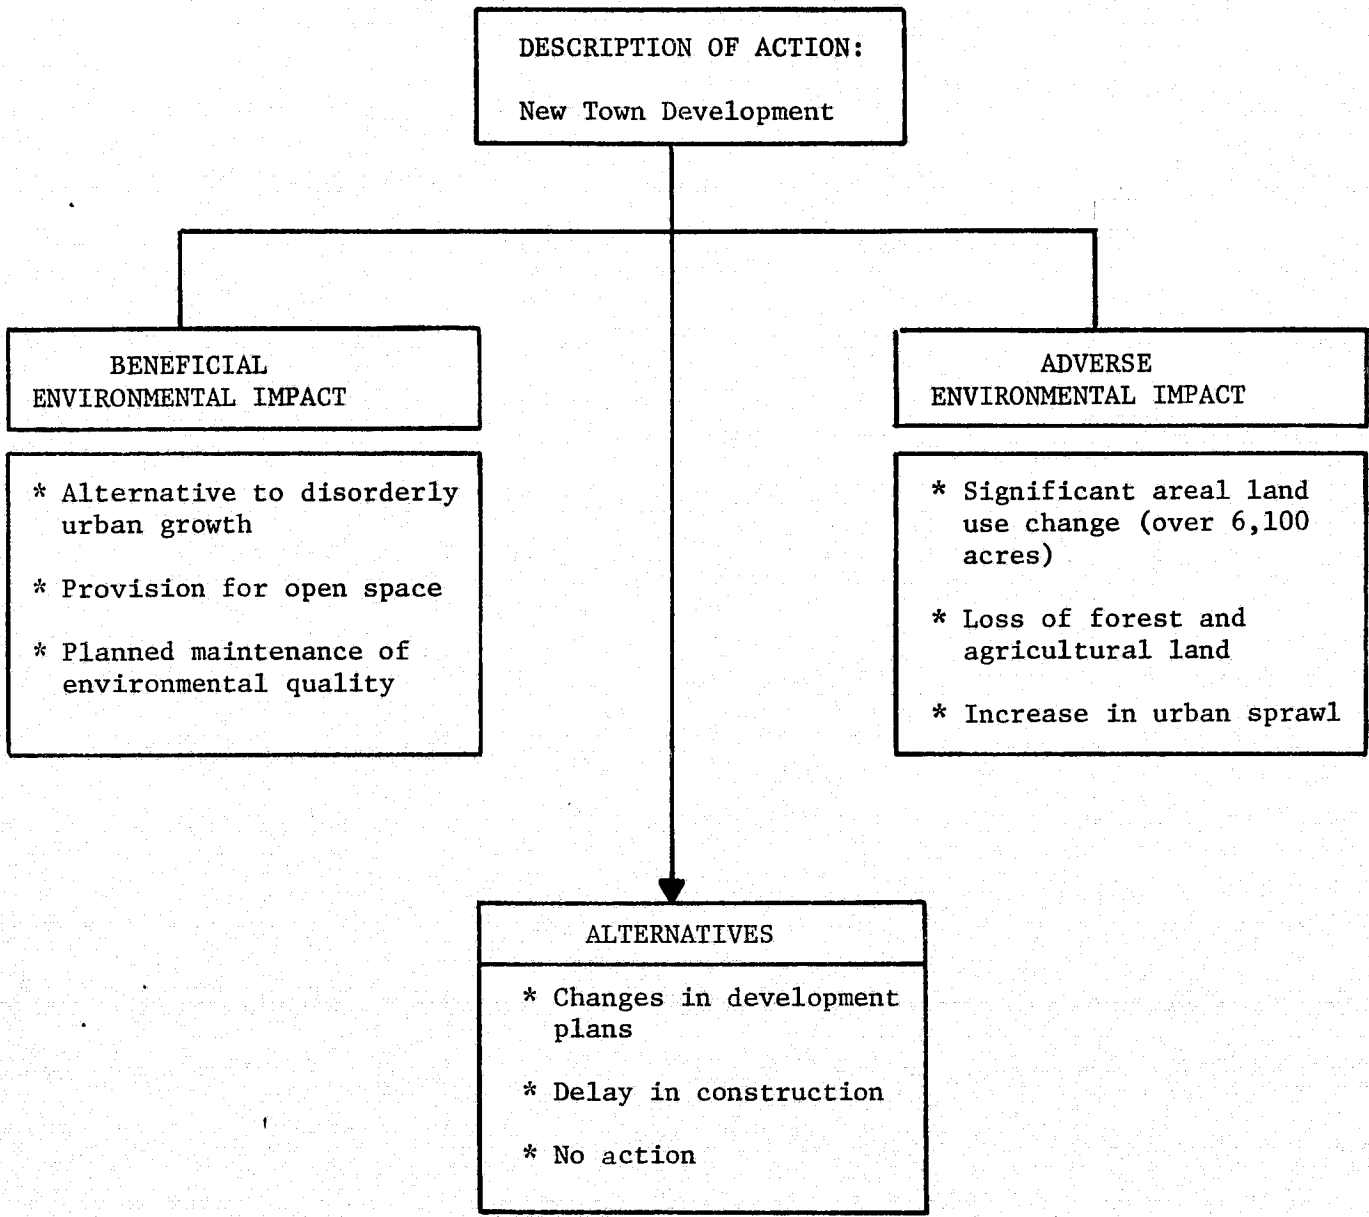 DESCRIPTION OF ACTION:
New Town Development
BENEFICIAL
ENVIRONMENTAL IMPACT
* Alternative to disorderly
urban growth
* Provision for open space
* Planned maintenance of
environmental quality
ADVERSE
ENVIRONMENTAL IMPACT
* Significant areal land
use change (over 6,100
acres)
* Loss of forest and
agricultural land
* Increase in urban sprawl
ALTERNATIVES
* Changes in development
plans
* Delay in construction
* No action